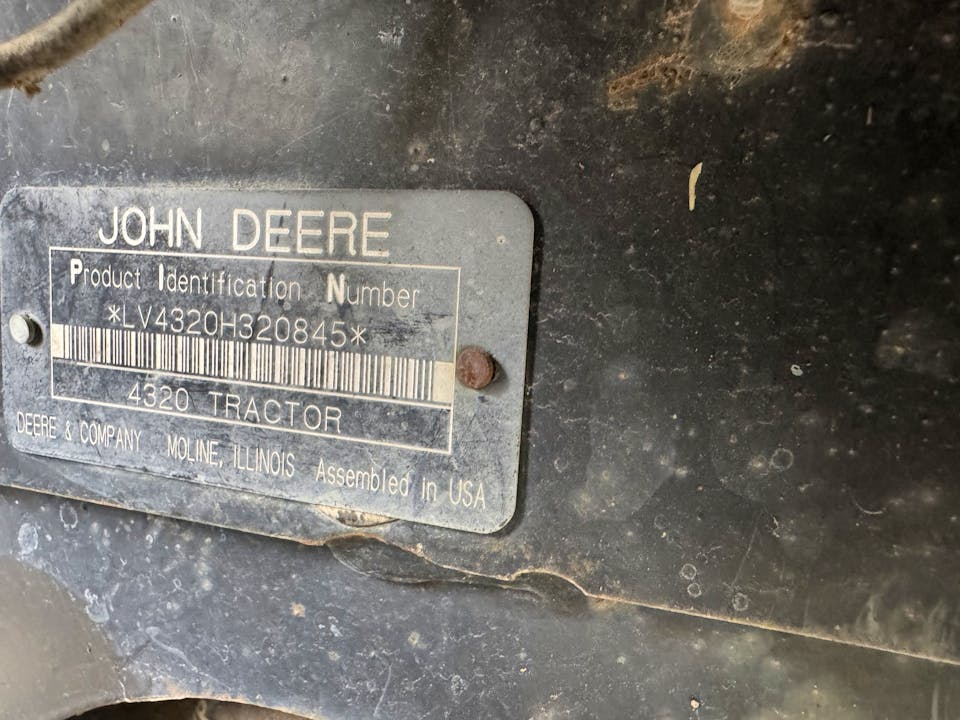 JOHN DEERE
Product Identification Number
*LV4320H320845*
4320 TRACTOR
DEERE & COMPANY MOLINE, ILLINOIS Assembled in USA